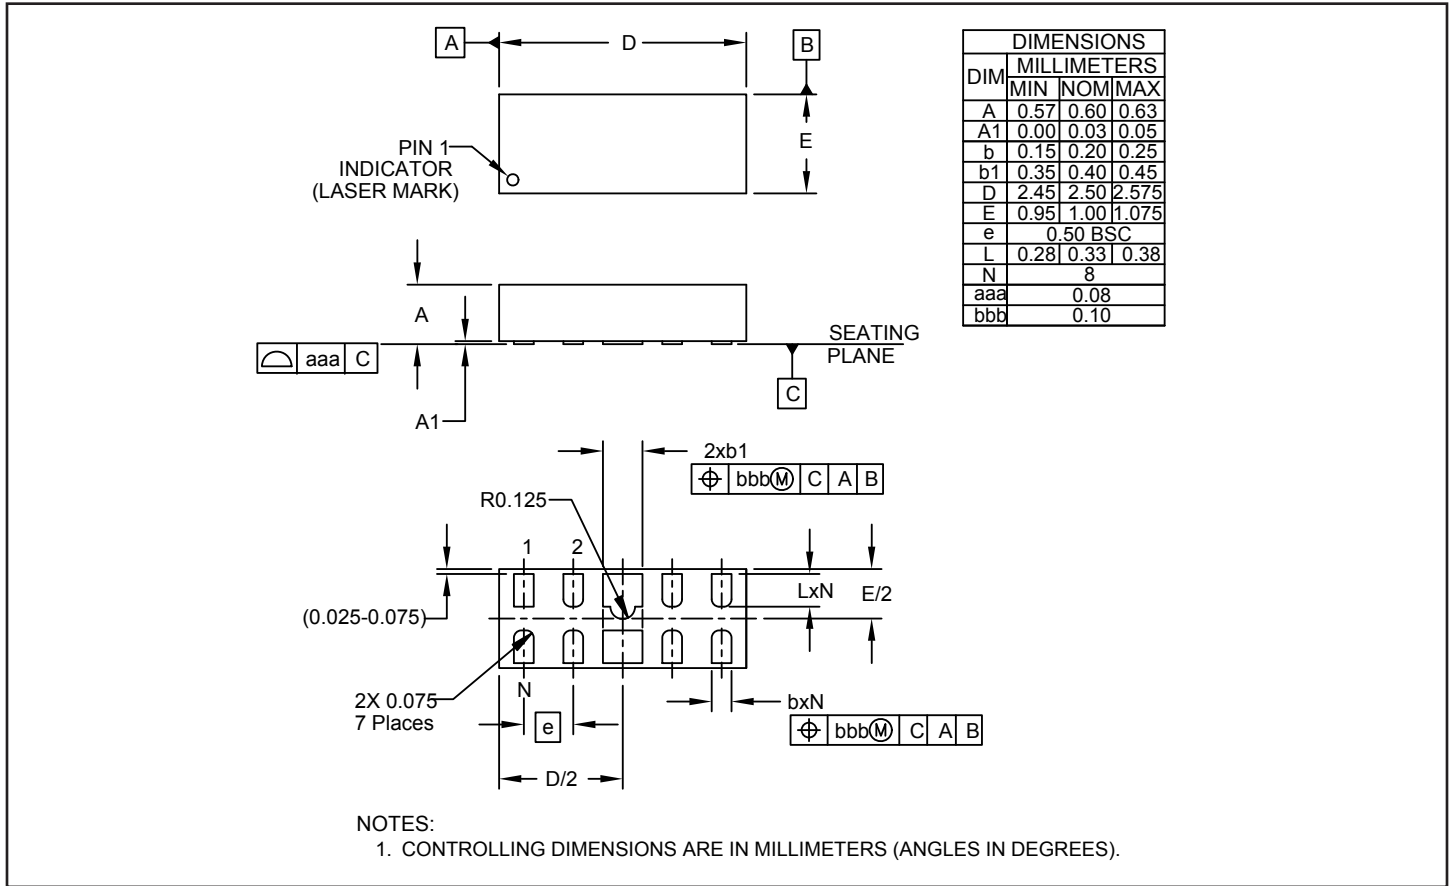 A
D
B
E
PIN 1
INDICATOR
(LASER MARK)
DIMENSIONS
DIM MILLIMETERS
MIN NOM MAX
A 0.57 0.60 0.63
A1 0.00 0.03 0.05
b 0.15 0.20 0.25
b1 0.35 0.40 0.45
D 2.45 2.50 2.575
E 0.95 1.00 1.075
e 0.50 BSC
L 0.28 0.33 0.38
N 8
aaa 0.08
bbb 0.10
A
SEATING
PLANE
aaa C
C
A1
2xb1
bbb Ⓜ C A B
R0.125
1 2
LxN
E/2
(0.025-0.075)
2X 0.075
7 Places
N
bxN
e
bbb Ⓜ C A B
D/2
NOTES:
1. CONTROLLING DIMENSIONS ARE IN MILLIMETERS (ANGLES IN DEGREES).